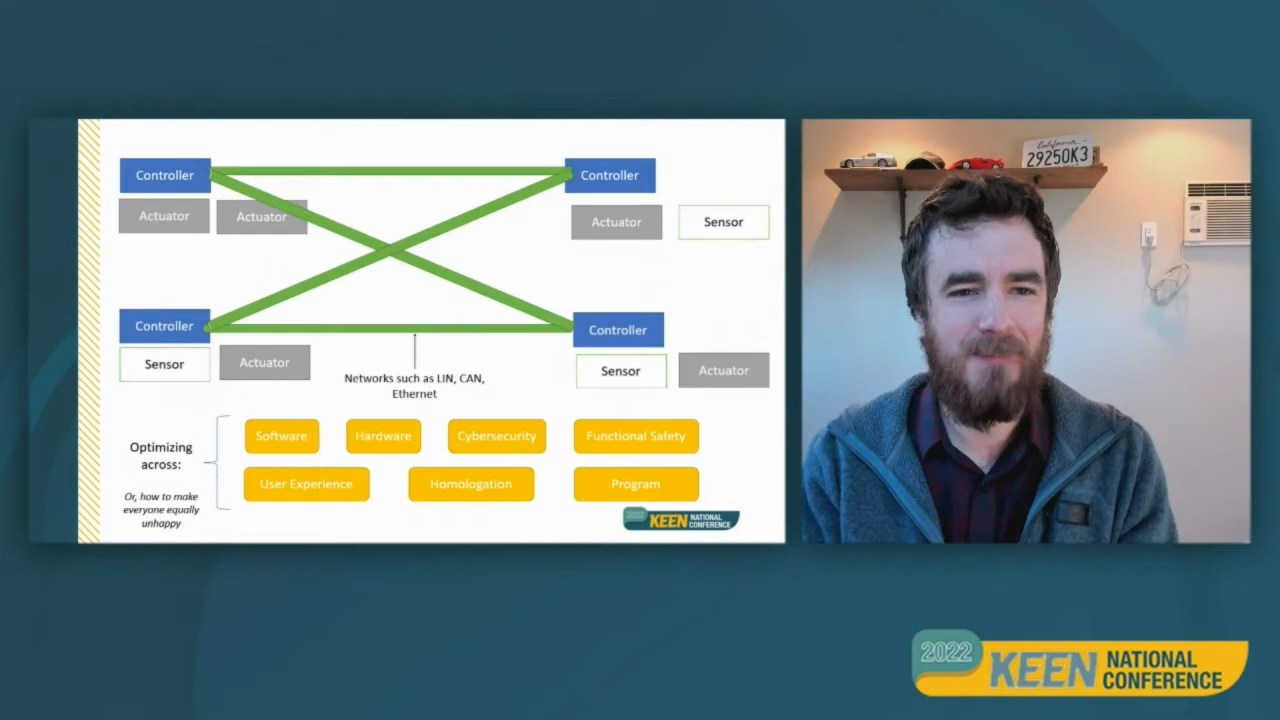 Controller
Controller
Actuator
Actuator
Actuator
Sensor
Controller
Controller
Sensor
Actuator
Sensor
Actuator
Networks such as LIN, CAN,
Ethernet
Optimizing
across:
Or, how to make
everyone equally
unhappy
Software
Hardware
Cybersecurity
Functional Safety
User Experience
Homologation
Program
KEEN NATIONAL
CONFERENCE
California
29250K3
2022
KEEN NATIONAL
CONFERENCE